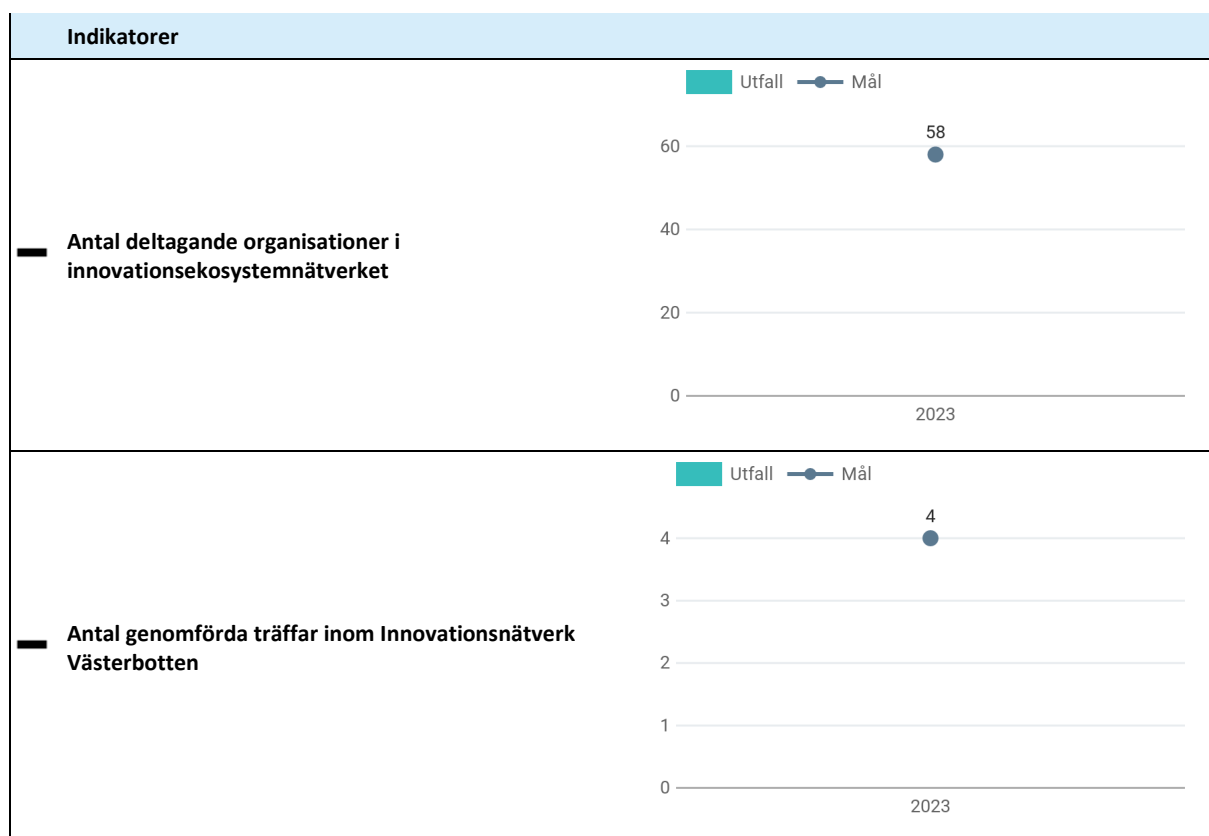 Indikatorer
Utfall Mål
58
60
40
20
0
2023
Antal deltagande organisationer i
innovationsekosystemnätverket
Utfall Mål
4
4
3
2
1
0
2023
Antal genomförda träffar inom Innovationsnätverk
Västerbotten